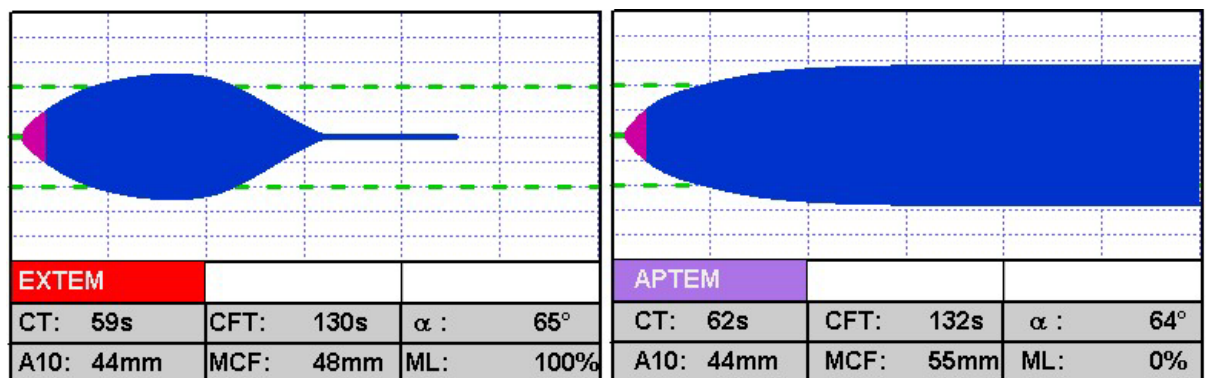 EXTEM
CT: 59s CFT: 130s α : 65°
A10: 44mm MCF: 48mm ML: 100%
APTEM
CT: 62s CFT: 132s α : 64°
A10: 44mm MCF: 55mm ML: 0%